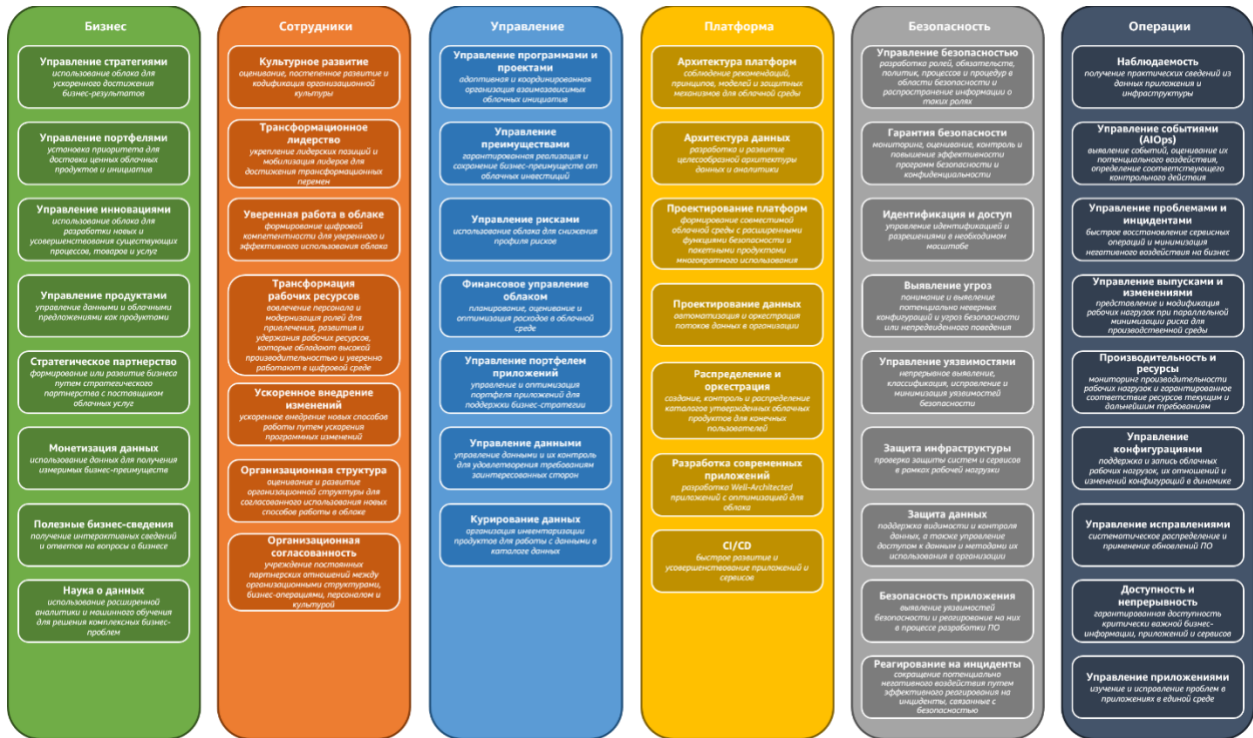 Бизнес
Управление стратегиями
использование облака для
ускоренного достижения
бизнес-результатов
Управление портфелями
установка приоритета для
доставки ценных облачных
продуктов и инициатив
Управление инновациями
использование облака для
разработки новых и
усовершенствования существующих
процессов, товаров и услуг
Управление продуктами
управление данными и облачными
предложениями как продуктами
Стратегическое партнерство
формирование или развитие бизнеса
путем стратегического
партнерства с поставщиком
облачных услуг
Монетизация данных
использование данных для получения
измеримых бизнес-преимуществ
Полезные бизнес-сведения
получение интерактивных сведений
и ответов на вопросы о бизнесе
Наука о данных
использование расширенной
аналитики и машинного обучения
для решения комплексных бизнес-
проблем
Сотрудники
Культурное развитие
оценивание, постепенное развитие и
кодификация организационной
культуры
Трансформационное
лидерство
укрепление лидерских позиций и
мобилизация лидеров для
достижения трансформационных
перемен
Уверенная работа в облаке
формирование цифровой
компетентности для уверенного и
эффективного использования облака
Трансформация
рабочих ресурсов
вовлечение персонала и
модернизация ролей для
привлечения, развития и
удержания рабочих ресурсов,
которые обладают высокой
производительностью и уверенно
работают в цифровой среде
Ускоренное внедрение
изменений
ускоренное внедрение новых способов
работы путем ускорения
программных изменений
Организационная структура
оценивание и развитие
организационной структуры для
согласованного использования новых
способов работы в облаке
Организационная
согласованность
учреждение постоянных
партнерских отношений между
организационными структурами,
бизнес-операциями, персоналом и
культурой
Управление
Управление программами и
проектами
адаптивная и координированная
организация взаимозависимых
облачных инициатив
Управление
преимуществами
гарантированная реализация и
сохранение бизнес-преимуществ от
облачных инвестиций
Управление рисками
использование облака для снижения
профиля рисков
Финансовое управление
облаком
планирование, оценивание и
оптимизация расходов в облачной
среде
Управление портфелем
приложений
управление и оптимизация
портфеля приложений для
поддержки бизнес-стратегии
Управление данными
управление данными и их контроль
для удовлетворения требованиям
заинтересованных сторон
Курирование данных
организация инвентаризации
продуктов для работы с данными в
каталоге данных
Платформа
Архитектура платформ
соблюдение рекомендаций,
принципов, моделей и защитных
механизмов для облачной среды
Архитектура данных
разработка и развитие
целесообразной архитектуры
данных и аналитики
Проектирование платформ
формирование совместимой
облачной среды с расширенными
функциями безопасности и
пакетными продуктами
многократного использования
Проектирование данных
автоматизация и оркестрация
потоков данных в организации
Распределение и
оркестрация
создание, контроль и распределение
каталогов утвержденных облачных
продуктов для конечных
пользователей
Разработка современных
приложений
разработка Well-Architected
приложений с оптимизацией для
облака
CI/CD
быстрое развитие и
усовершенствование приложений и
сервисов
Безопасность
Управление безопасностью
разработка ролей, обязательств,
политик, процессов и процедур в
области безопасности и
распространение информации о
таких ролях
Гарантия безопасности
мониторинг, оценивание, контроль и
повышение эффективности
программ безопасности и
конфиденциальности
Идентификация и доступ
управление идентификацией и
разрешениями в необходимом
масштабе
Выявление угроз
понимание и выявление
потенциально неверных
конфигураций и угроз безопасности
или непредвиденного поведения
Управление уязвимостями
непрерывное выявление,
классификация, исправление и
минимизация уязвимостей
безопасности
Защита инфраструктуры
проверка защиты систем и сервисов
в рамках рабочей нагрузки
Защита данных
поддержка видимости и контроля
данных, а также управление
доступом к данным и методами их
использования в организации
Безопасность приложения
выявление уязвимостей
безопасности и реагирование на них
в процессе разработки ПО
Реагирование на инциденты
сокращение потенциально
негативного воздействия путем
эффективного реагирования на
инциденты, связанные с
безопасностью
Операции
Наблюдаемость
получение практических сведений из
данных приложения и
инфраструктуры
Управление событиями
(AIOps)
выявление событий, оценивание их
потенциального воздействия,
определение соответствующего
контрольного действия
Управление проблемами и
инцидентами
быстрое восстановление сервисных
операций и минимизация
негативного воздействия на бизнес
Управление выпусками и
изменениями
представление и модификация
рабочих нагрузок при параллельной
минимизации риска для
производственной среды
Производительность и
ресурсы
мониторинг производительности
рабочих нагрузок и гарантированное
соответствие ресурсов текущим и
дальнейшим требованиям
Управление
конфигурациями
поддержка и запись облачных
рабочих нагрузок, их отношений и
изменений конфигураций в динамике
Управление исправлениями
систематическое распределение и
применение обновлений ПО
Доступность и
непрерывность
гарантированная доступность
критически важной бизнес-
информации, приложений и сервисов
Управление приложениями
изучение и исправление проблем в
приложениях в единой среде